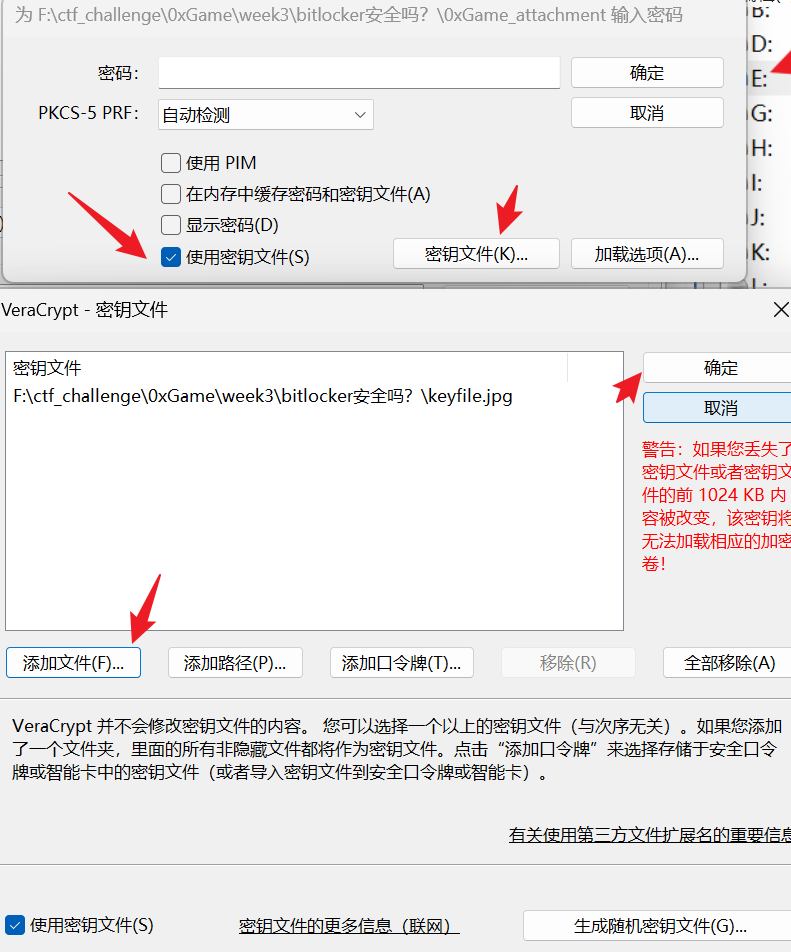 为 F:\ctf_challenge\0xGame\week3\bitlocker安全吗？\0xGame_attachment 输入密码
密码：
确定
PKCS-5 PRF：
自动检测
取消
使用 PIM
在内存中缓存密码和密钥文件(A)
显示密码(D)
使用密钥文件(S)
密钥文件(K)...
加载选项(A)...
B:
D:
E:
G:
H:
I:
J:
K:
VeraCrypt - 密钥文件
密钥文件
F:\ctf_challenge\0xGame\week3\bitlocker安全吗？\keyfile.jpg
确定
取消
警告：如果您丢失了
密钥文件或者密钥文
件的前 1024 KB 内
容被改变，该密钥将
无法加载相应的加密
卷！
添加文件(F)...
添加路径(P)...
添加口令牌(T)...
移除(R)
全部移除(A)
VeraCrypt 并不会修改密钥文件的内容。 您可以选择一个以上的密钥文件（与次序无关）。如果您添加
了一个文件夹，里面的所有非隐藏文件都将作为密钥文件。点击“添加口令牌”来选择存储于安全口令
牌或智能卡中的密钥文件（或者导入密钥文件到安全口令牌或智能卡）。
有关使用第三方文件扩展名的重要信息
使用密钥文件(S)
密钥文件的更多信息（联网）
生成随机密钥文件(G)...